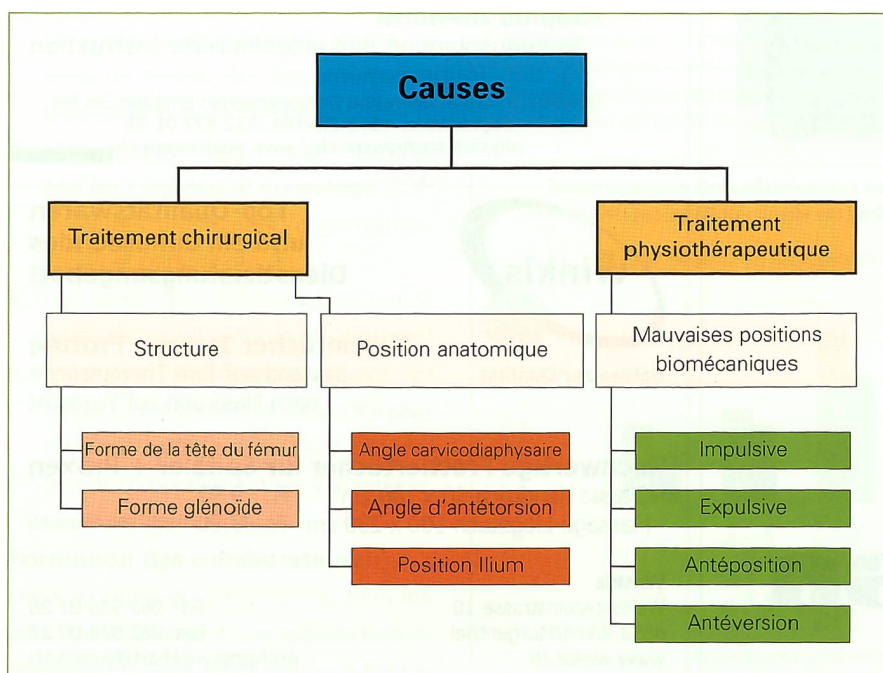 Causes
Traitement chirurgical
Traitement
physiothérapeutique
Structure
Position anatomique
Mauvaises positions
biomécaniques
Forme de la tête du fémur
Forme glénoïde
Angle carvicodiaphysaire
Angle d'antétorsion
Position Ilium
Impulsive
Expulsive
Antéposition
Antéversion